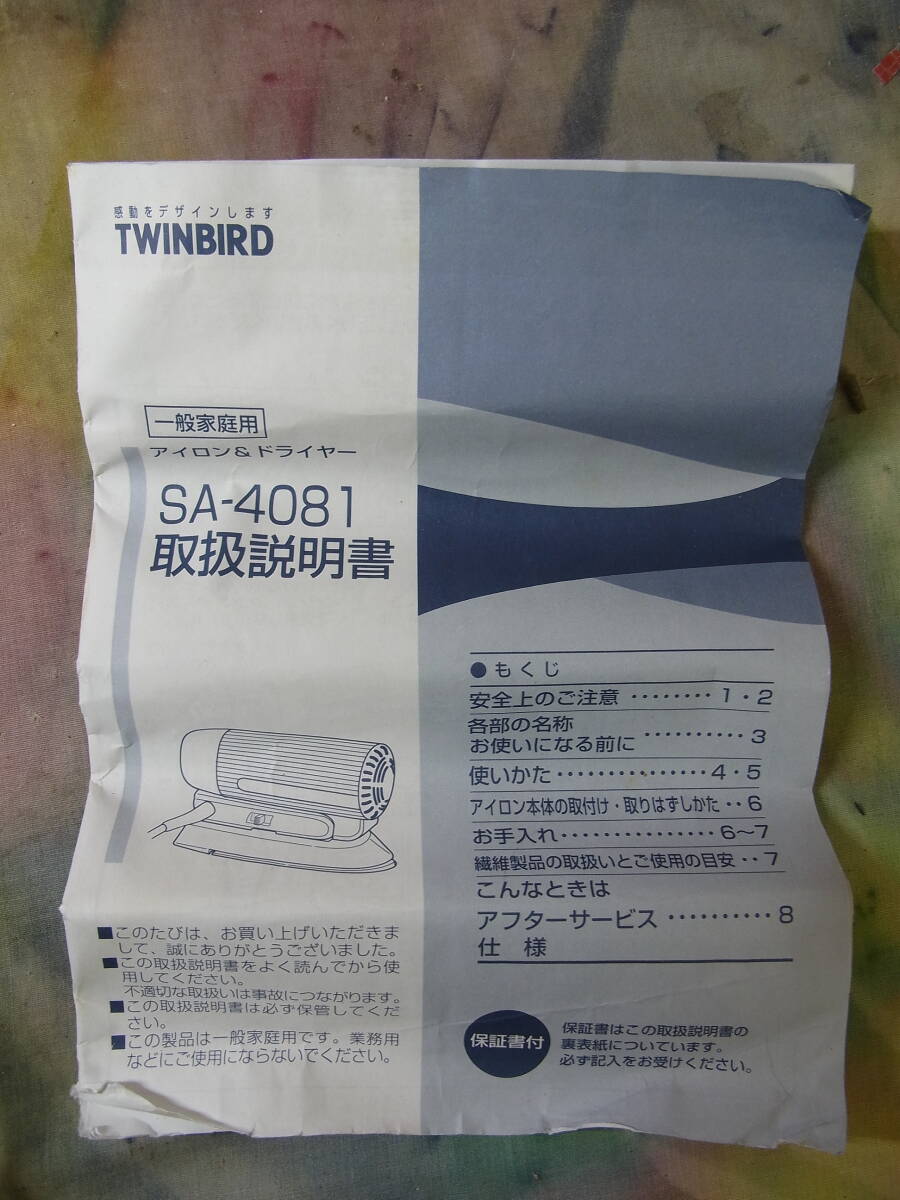 感動をデザインします
TWINBIRD
一般家庭用
アイロン&ドライヤー
SA-4081
取扱説明書
■このたびは、お買い上げいただきま
して、誠にありがとうございました。
■この取扱説明書をよく読んでから使
用してください。
不適切な取扱いは事故につながります。
■この取扱説明書は必ず保管してくだ
さい。
■この製品は一般家庭用です。業務用
などにご使用にならないでください。
●もくじ
安全上のご注意 ‥‥‥‥ 1・2
各部の名称
お使いになる前に ‥‥‥‥‥ 3
使いかた ‥‥‥‥‥‥‥‥ 4・5
アイロン本体の取付け・取りはずしかた ‥ 6
お手入れ ‥‥‥‥‥‥‥‥ 6〜7
繊維製品の取扱いとご使用の目安 ‥ 7
こんなときは
アフターサービス ‥‥‥‥‥ 8
仕 様
保証書付
保証書はこの取扱説明書の
裏表紙についています。
必ず記入をお受けください。